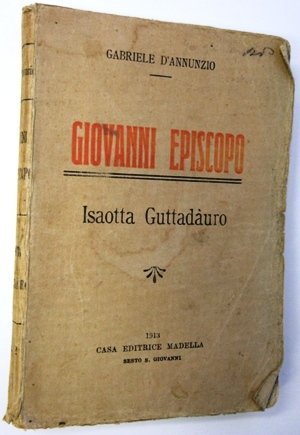 GABRIELE D'ANNUNZIO
GIOVANNI EPISCOPO
Isaotta Guttadàuro
1913
CASA EDITRICE MADELLA
SESTO S. GIOVANNI